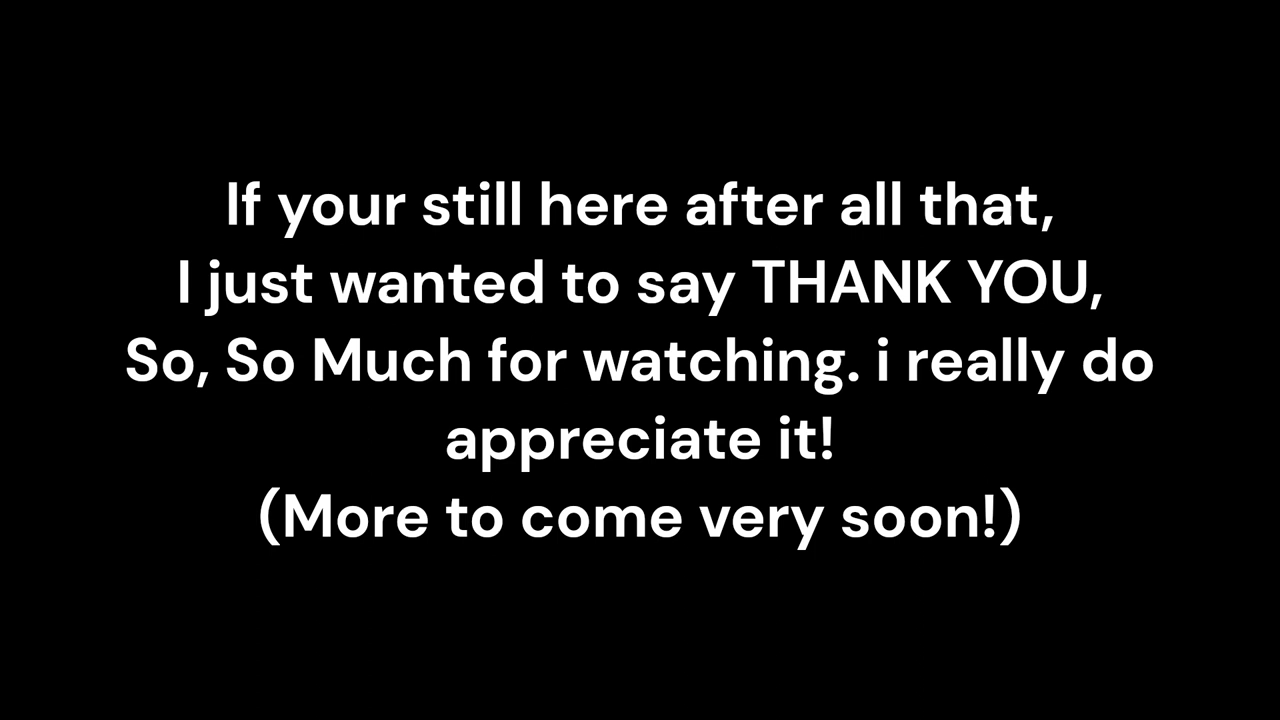 If your still here after all that,
I just wanted to say THANK YOU,
So, So Much for watching. i really do
appreciate it!
(More to come very soon!)